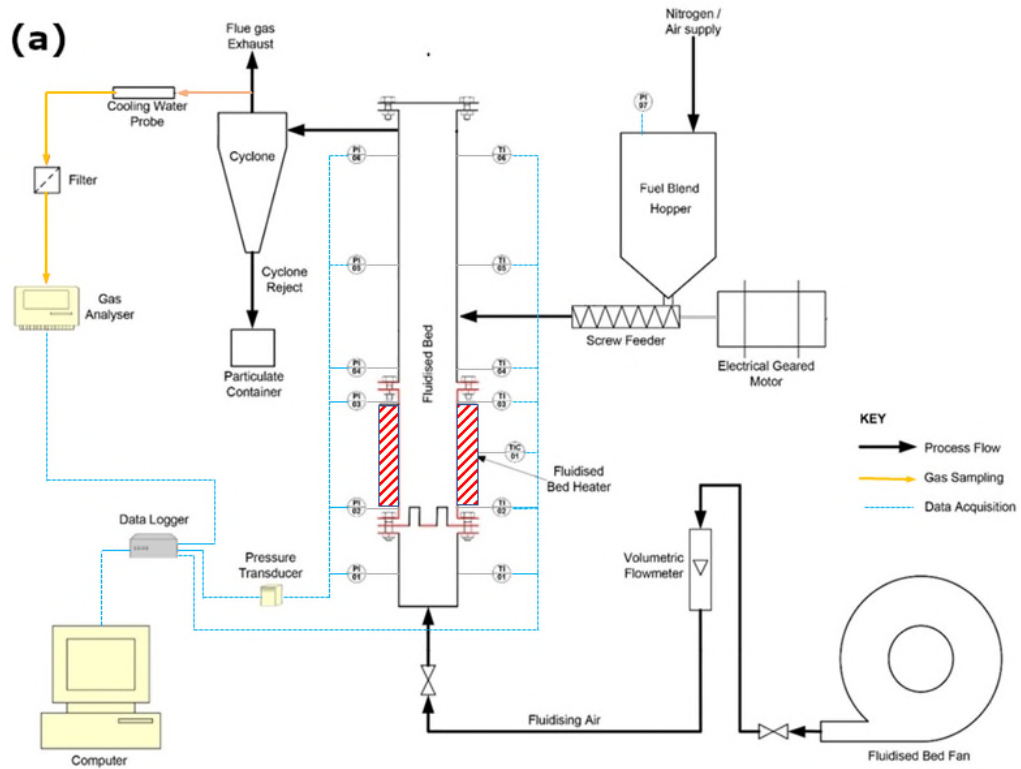 (a)
Flue gas
Exhaust
Nitrogen /
Air supply
Cooling Water
Probe
PI
07
Cyclone
PI
06
TI
06
Filter
Fuel Blend
Hopper
PI
05
TI
05
Cyclone
Reject
Gas
Analyser
Screw Feeder
Fluidised Bed
Electrical Geared
Motor
PI
04
TI
04
Particulate
Container
PI
03
TI
03
KEY
Process Flow
TIC
01
Fluidised
Bed Heater
Gas Sampling
PI
02
TI
02
Data Acquisition
Data Logger
Pressure
Transducer
Volumetric
Flowmeter
PI
01
TI
01
Fluidising Air
Computer
Fluidised Bed Fan